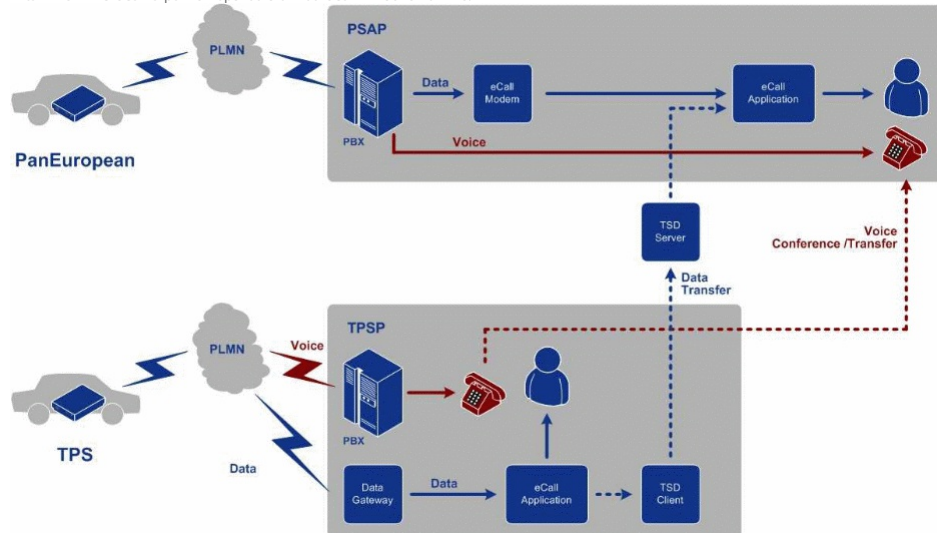 PSAP
PLMN
Data
eCall
Modem
eCall
Application
PBX
Voice
PanEuropean
TSD
Server
Voice
Conference /Transfer
Data
Transfer
TPSP
PLMN
Voice
PBX
TPS
Data
Data
Gateway
Data
eCall
Application
TSD
Client